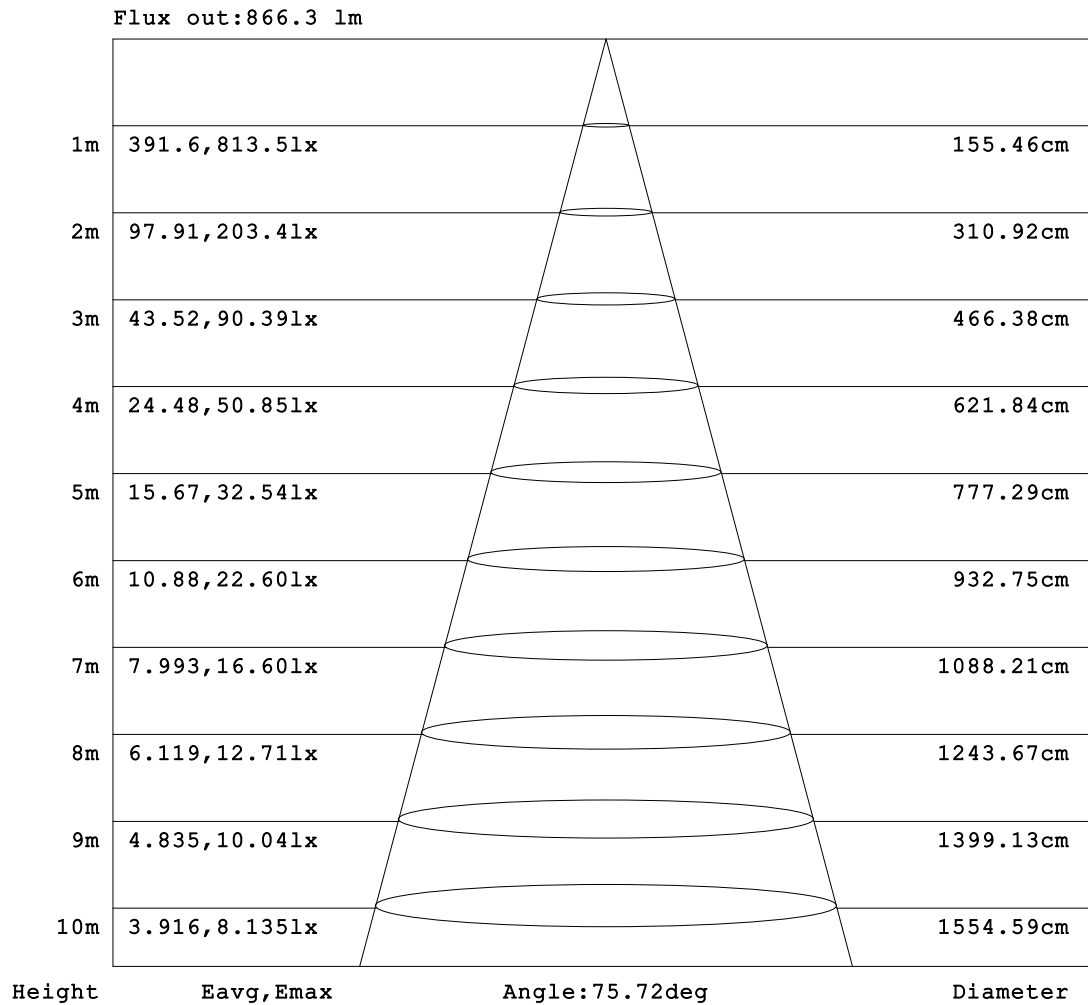 Flux out:866.3 lm
1m 391.6,813.5lx 155.46cm
2m 97.91,203.4lx 310.92cm
3m 43.52,90.39lx 466.38cm
4m 24.48,50.85lx 621.84cm
5m 15.67,32.54lx 777.29cm
6m 10.88,22.60lx 932.75cm
7m 7.993,16.60lx 1088.21cm
8m 6.119,12.71lx 1243.67cm
9m 4.835,10.04lx 1399.13cm
10m 3.916,8.135lx 1554.59cm
Height Eavg,Emax Angle:75.72deg Diameter